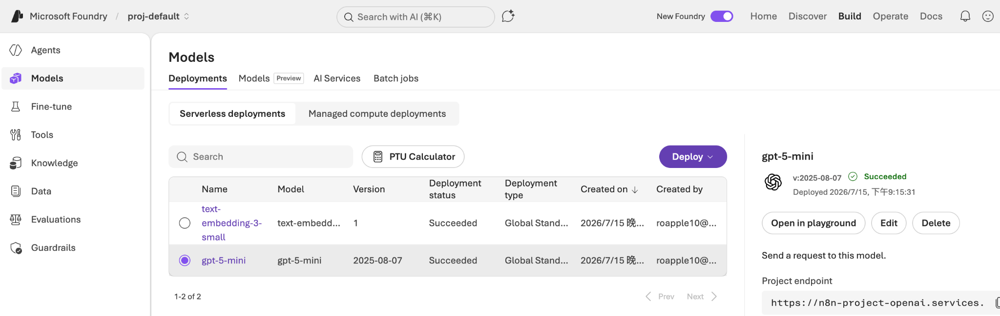 Microsoft Foundry / proj-default
Search with AI (⌘K)
New Foundry
Home
Discover
Build
Operate
Docs
Agents
Models
Fine-tune
Tools
Knowledge
Data
Evaluations
Guardrails
Models
Deployments
Models Preview
AI Services
Batch jobs
Serverless deployments
Managed compute deployments
Search
PTU Calculator
Deploy
Name Model Version Deployment status Deployment type Created on ↓ Created by
text-embedding-3-small text-embedd... 1 Succeeded Global Stand... 2026/7/15 晚... roapple10@...
gpt-5-mini gpt-5-mini 2025-08-07 Succeeded Global Stand... 2026/7/15 晚... roapple10@...
1-2 of 2
Prev
Next
gpt-5-mini
v:2025-08-07 Succeeded
Deployed 2026/7/15, 下午9:15:31
Open in playground
Edit
Delete
Send a request to this model.
Project endpoint
https://n8n-project-openai.services.